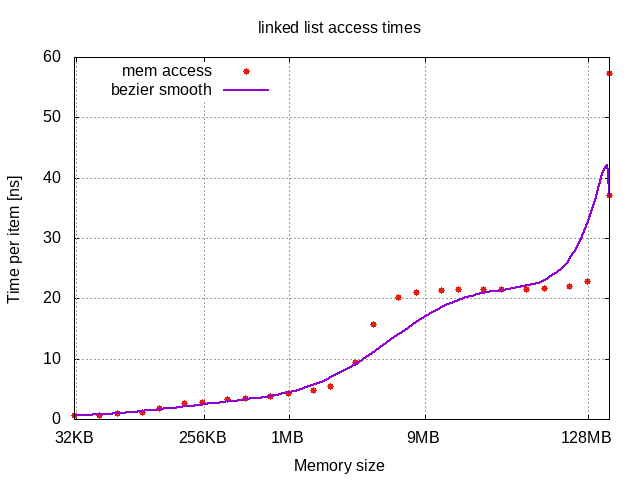 linked list access times
60
50
40
30
20
10
0
mem access
bezier smooth
Time per item [ns]
32KB 256KB 1MB 9MB 128MB
Memory size